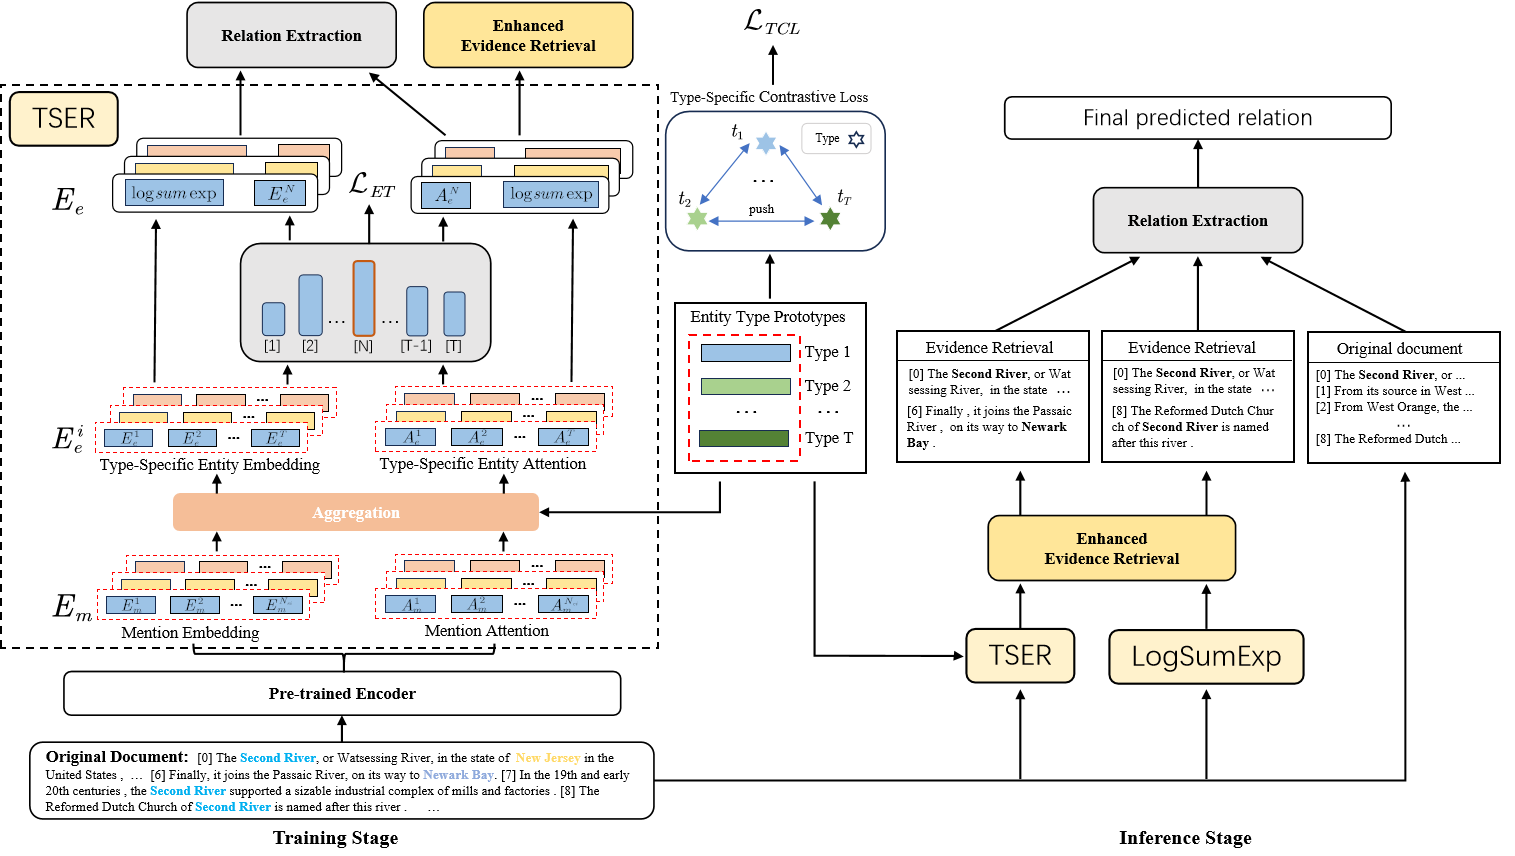 Relation Extraction
Enhanced
Evidence Retrieval
TSER
E_e
log sum exp
E_e^N
A_e^N
log sum exp
ℒ_ET
[1]
[2]
...
[N]
...
[T-1]
[T]
E_e^i
E_e^1
E_e^2
...
E_e^T
A_e^1
A_e^2
...
A_e^T
Type-Specific Entity Embedding
Type-Specific Entity Attention
Aggregation
E_m
E_m^1
E_m^2
...
E_m^{N_m}
A_m^1
A_m^2
...
A_m^{N_m}
Mention Embedding
Mention Attention
Pre-trained Encoder
Original Document: [0] The Second River, or Watsessing River, in the state of New Jersey in the
United States , ... [6] Finally, it joins the Passaic River, on its way to Newark Bay. [7] In the 19th and early
20th centuries , the Second River supported a sizable industrial complex of mills and factories . [8] The
Reformed Dutch Church of Second River is named after this river . ...
Training Stage
ℒ_TCL
Type-Specific Contrastive Loss
t_1
Type
...
t_2
push
t_T
Entity Type Prototypes
Type 1
Type 2
... ...
Type T
Final predicted relation
Relation Extraction
Evidence Retrieval
[0] The Second River, or Wat
sessing River, in the state ...
[6] Finally , it joins the Passaic
River , on its way to Newark
Bay .
Evidence Retrieval
[0] The Second River, or Wat
sessing River, in the state ...
[8] The Reformed Dutch Chur
ch of Second River is named
after this river .
Original document
[0] The Second River, or ...
[1] From its source in West ...
[2] From West Orange, the ...
...
[8] The Reformed Dutch ...
Enhanced
Evidence Retrieval
TSER
LogSumExp
Inference Stage